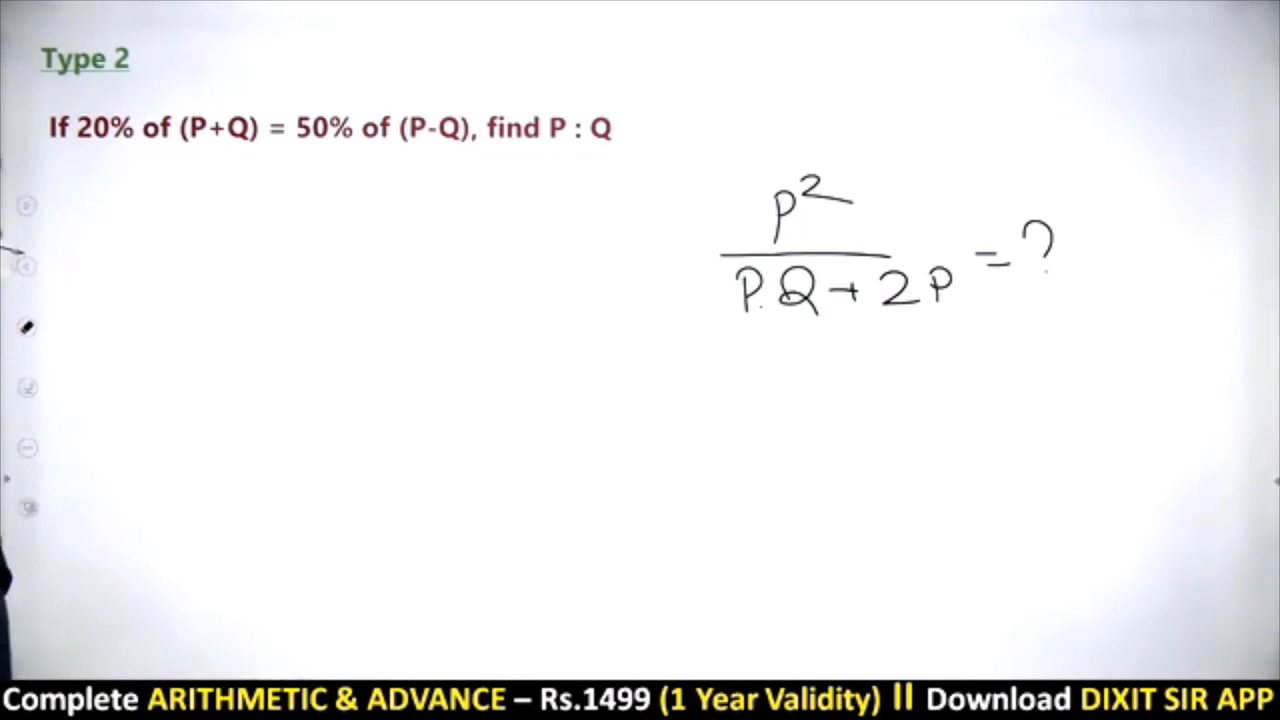 Type 2
If 20% of (P+Q) = 50% of (P-Q), find P : Q
P²
P.Q+2P = ?
Complete ARITHMETIC & ADVANCE – Rs.1499 (1 Year Validity) II Download DIXIT SIR APP